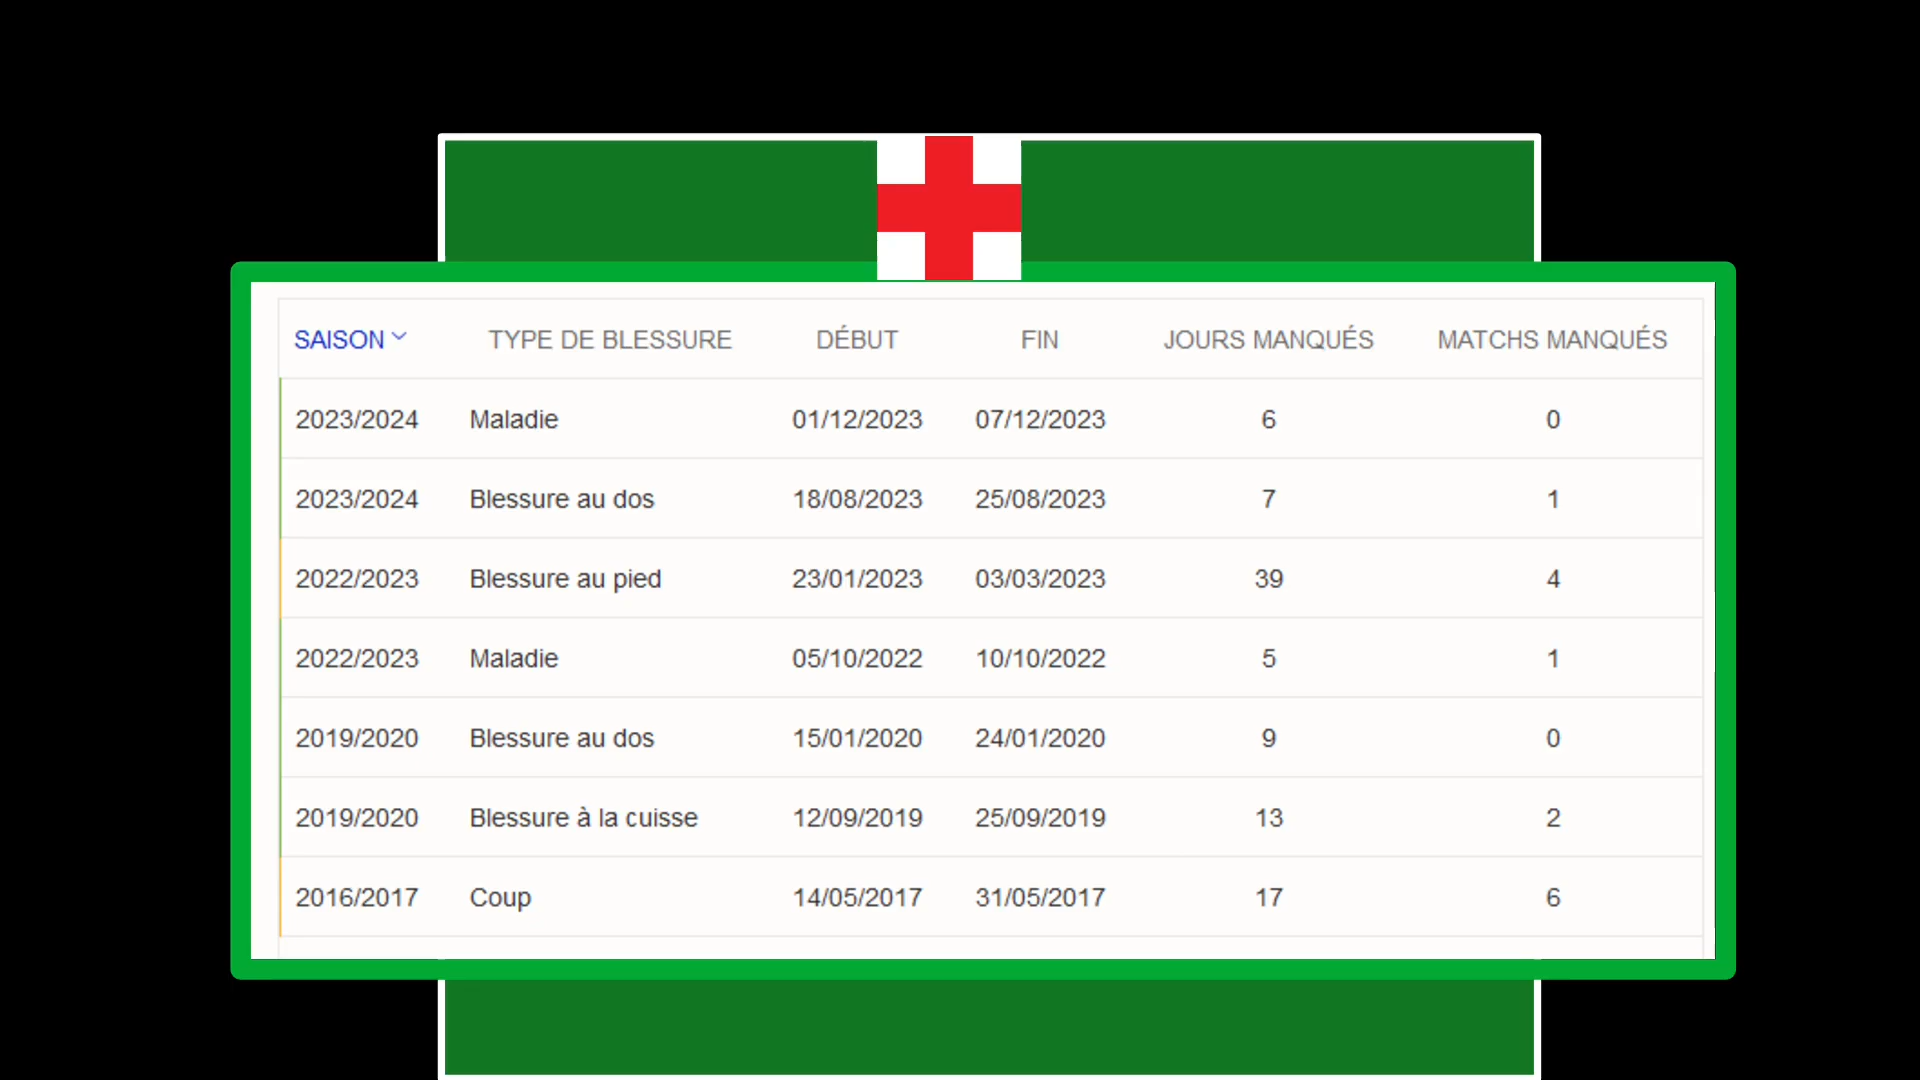 SAISON TYPE DE BLESSURE DÉBUT FIN JOURS MANQUÉS MATCHS MANQUÉS
2023/2024 Maladie 01/12/2023 07/12/2023 6 0
2023/2024 Blessure au dos 18/08/2023 25/08/2023 7 1
2022/2023 Blessure au pied 23/01/2023 03/03/2023 39 4
2022/2023 Maladie 05/10/2022 10/10/2022 5 1
2019/2020 Blessure au dos 15/01/2020 24/01/2020 9 0
2019/2020 Blessure à la cuisse 12/09/2019 25/09/2019 13 2
2016/2017 Coup 14/05/2017 31/05/2017 17 6